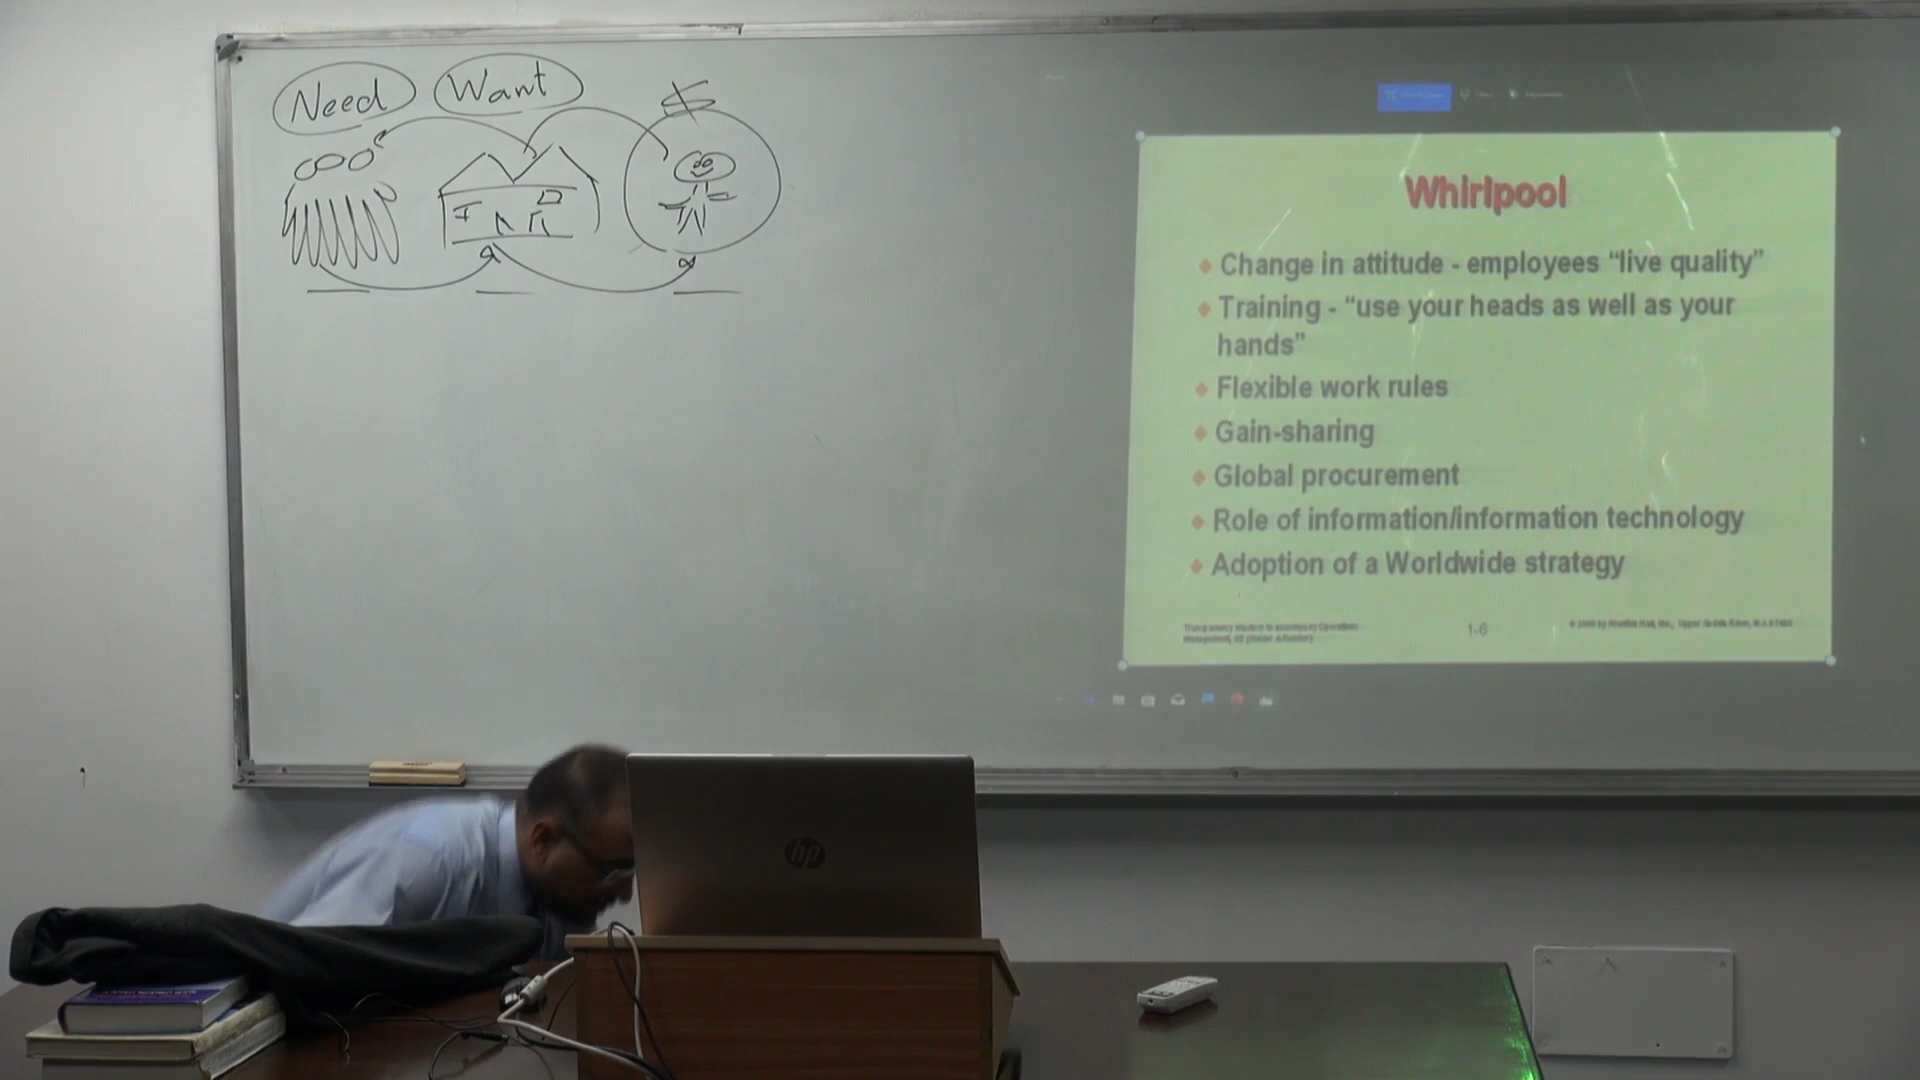 Need Want
Whirlpool
Change in attitude - employees “live quality”
Training - “use your heads as well as your
hands”
Flexible work rules
Gain-sharing
Global procurement
Role of information/information technology
Adoption of a Worldwide strategy
1-6
hp